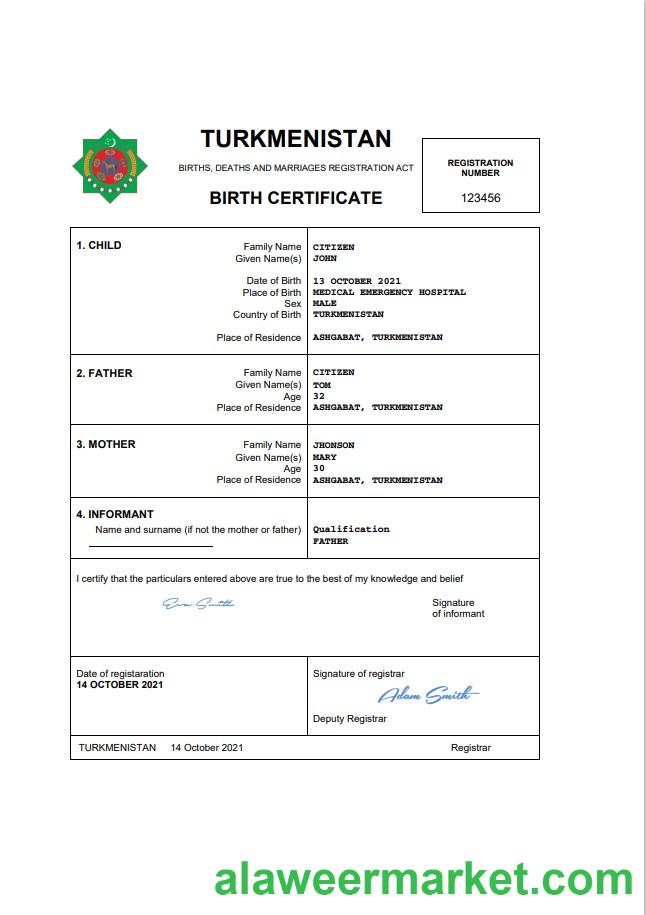 TURKMENISTAN
BIRTHS, DEATHS AND MARRIAGES REGISTRATION ACT
BIRTH CERTIFICATE
REGISTRATION
NUMBER
123456
1. CHILD
Family Name CITIZEN
Given Name(s) JOHN
Date of Birth 13 OCTOBER 2021
Place of Birth MEDICAL EMERGENCY HOSPITAL
Sex MALE
Country of Birth TURKMENISTAN
Place of Residence ASHGABAT, TURKMENISTAN
2. FATHER
Family Name CITIZEN
Given Name(s) TOM
Age 32
Place of Residence ASHGABAT, TURKMENISTAN
3. MOTHER
Family Name JHONSON
Given Name(s) MARY
Age 30
Place of Residence ASHGABAT, TURKMENISTAN
4. INFORMANT
Name and surname (if not the mother or father) Qualification
FATHER
I certify that the particulars entered above are true to the best of my knowledge and belief
Eva Smith
Signature
of informant
Date of registaration
14 OCTOBER 2021
Signature of registrar
Adam Smith
Deputy Registrar
TURKMENISTAN 14 October 2021 Registrar
alaweermarket.com